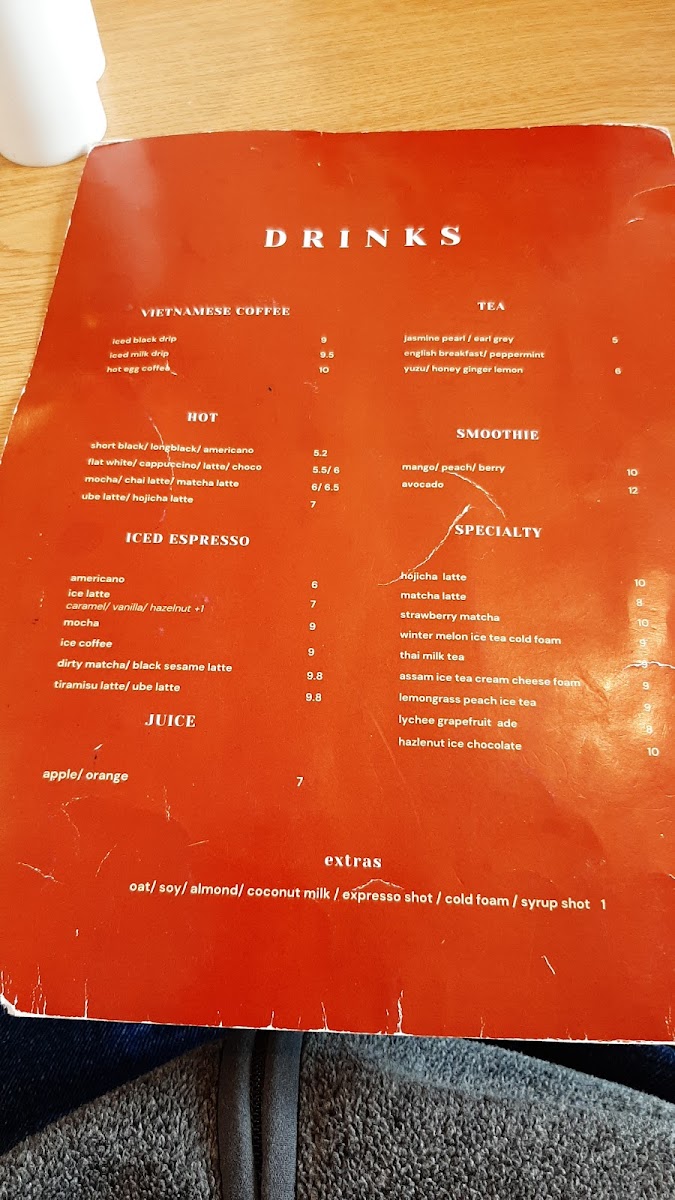 DRINKS
VIETNAMESE COFFEE
iced black drip 9
iced milk drip 9.5
hot egg coffee 10
HOT
short black/ longblack/ americano 5.2
flat white/ cappuccino/ latte/ choco 5.5/ 6
mocha/ chai latte/ matcha latte 6/ 6.5
ube latte/ hojicha latte 7
ICED ESPRESSO
americano 6
ice latte 7
caramel/ vanilla/ hazelnut +1
mocha 9
ice coffee 9
dirty matcha/ black sesame latte 9.8
tiramisu latte/ ube latte 9.8
JUICE
apple/ orange 7
TEA
jasmine pearl / earl grey 5
english breakfast/ peppermint
yuzu/ honey ginger lemon 6
SMOOTHIE
mango/ peach/ berry 10
avocado 12
SPECIALTY
hojicha latte 10
matcha latte 8
strawberry matcha 10
winter melon ice tea cold foam 9
thai milk tea 8
assam ice tea cream cheese foam 9
lemongrass peach ice tea 9
lychee grapefruit ade 8
hazlenut ice chocolate 10
extras
oat/ soy/ almond/ coconut milk / expresso shot / cold foam / syrup shot 1